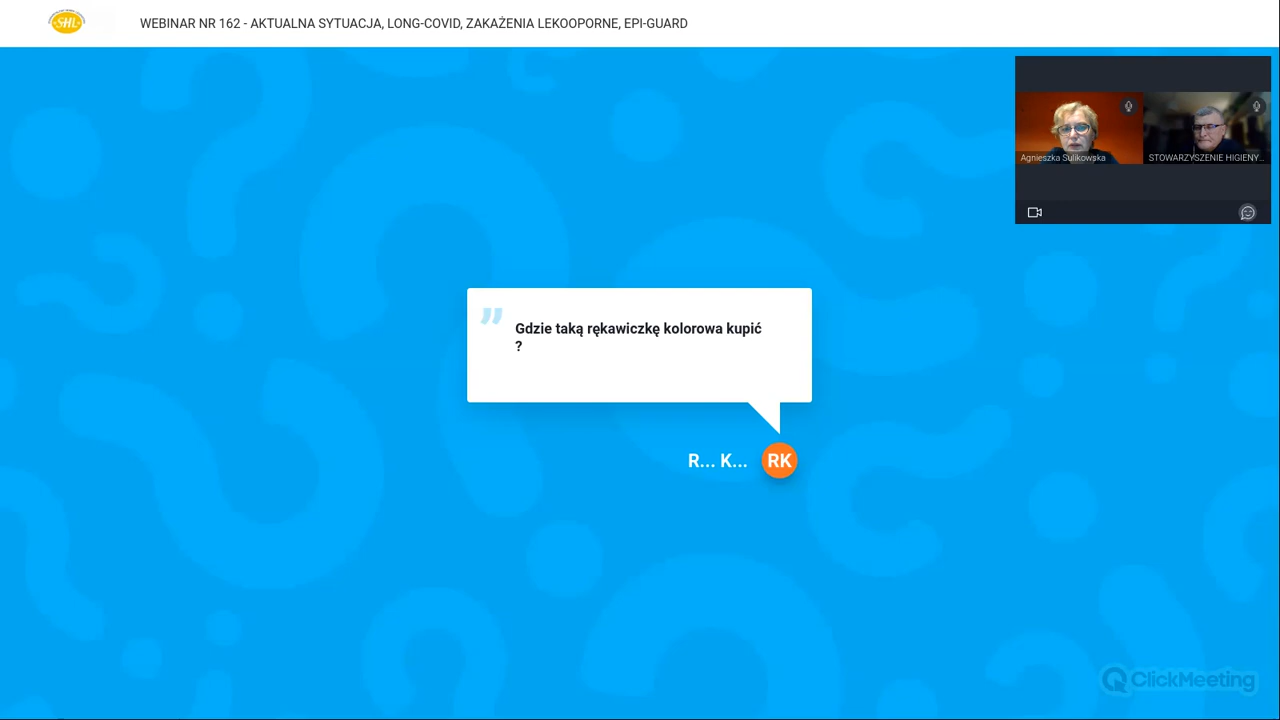 SHL
WEBINAR NR 162 - AKTUALNA SYTUACJA, LONG-COVID, ZAKAŻENIA LEKOOPORNE, EPI-GUARD
Agnieszka Sulikowska
STOWARZYSZENIE HIGIENY...
Gdzie taką rękawiczkę kolorowa kupić
?
R... K...
RK
ClickMeeting